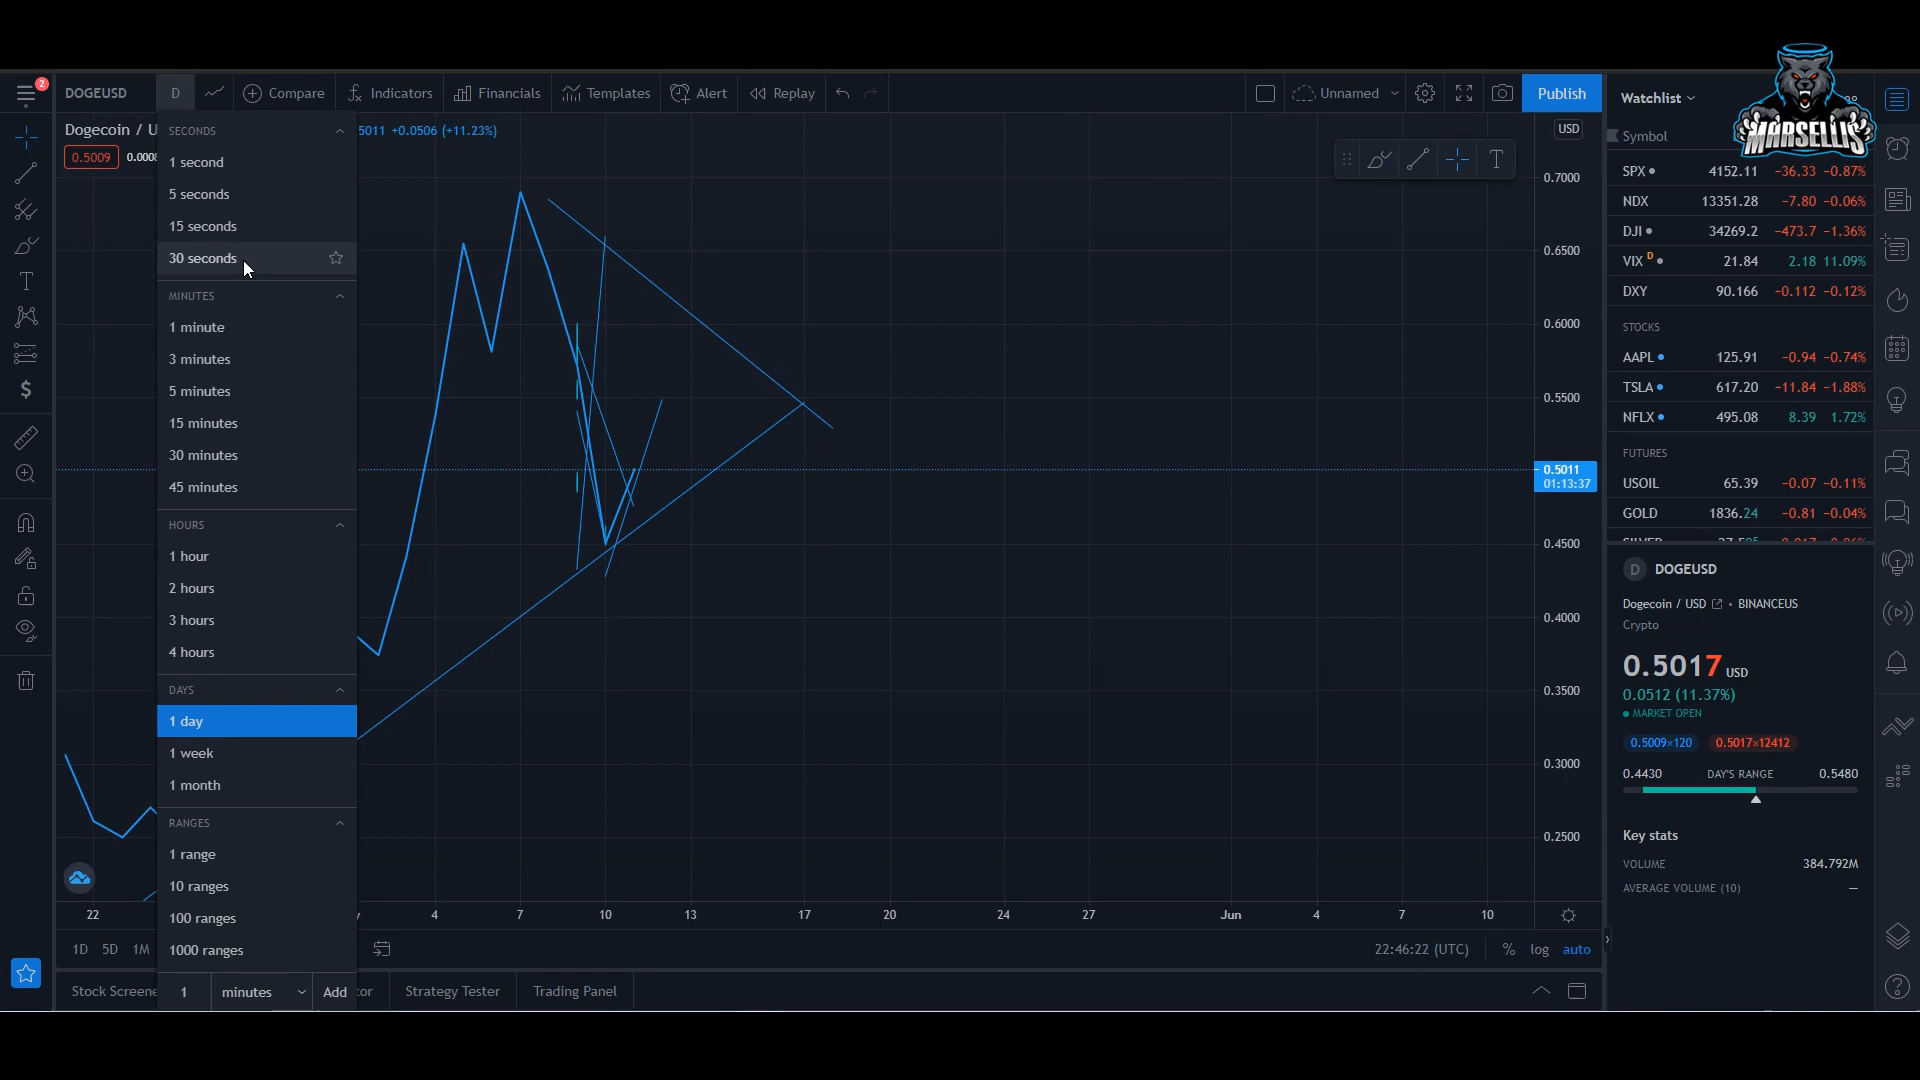 2
DOGEUSD D Compare Indicators Financials Templates Alert Replay Unnamed Publish
Dogecoin / U 5011 +0.0506 (+11.23%)
0.5009 0.0008
USD
0.7000
0.6500
0.6000
0.5500
0.5011
01:13:37
0.4500
0.4000
0.3500
0.3000
0.2500
SECONDS
1 second
5 seconds
15 seconds
30 seconds
MINUTES
1 minute
3 minutes
5 minutes
15 minutes
30 minutes
45 minutes
HOURS
1 hour
2 hours
3 hours
4 hours
DAYS
1 day
1 week
1 month
RANGES
1 range
10 ranges
100 ranges
1000 ranges
1 minutes Add
22 4 7 10 13 17 20 24 27 Jun 4 7 10
1D 5D 1M 22:46:22 (UTC) % log auto
Stock Screene tor Strategy Tester Trading Panel
Watchlist
MARSELLIS
Symbol
SPX 4152.11 −36.33 −0.87%
NDX 13351.28 −7.80 −0.06%
DJI 34269.2 −473.7 −1.36%
VIX D 21.84 2.18 11.09%
DXY 90.166 −0.112 −0.12%
STOCKS
AAPL 125.91 −0.94 −0.74%
TSLA 617.20 −11.84 −1.88%
NFLX 495.08 8.39 1.72%
FUTURES
USOIL 65.39 −0.07 −0.11%
GOLD 1836.24 −0.81 −0.04%
D DOGEUSD
Dogecoin / USD • BINANCEUS
Crypto
0.5017 USD
0.0512 (11.37%)
MARKET OPEN
0.5009×120 0.5017×12412
0.4430 DAY'S RANGE 0.5480
Key stats
VOLUME 384.792M
AVERAGE VOLUME (10) —